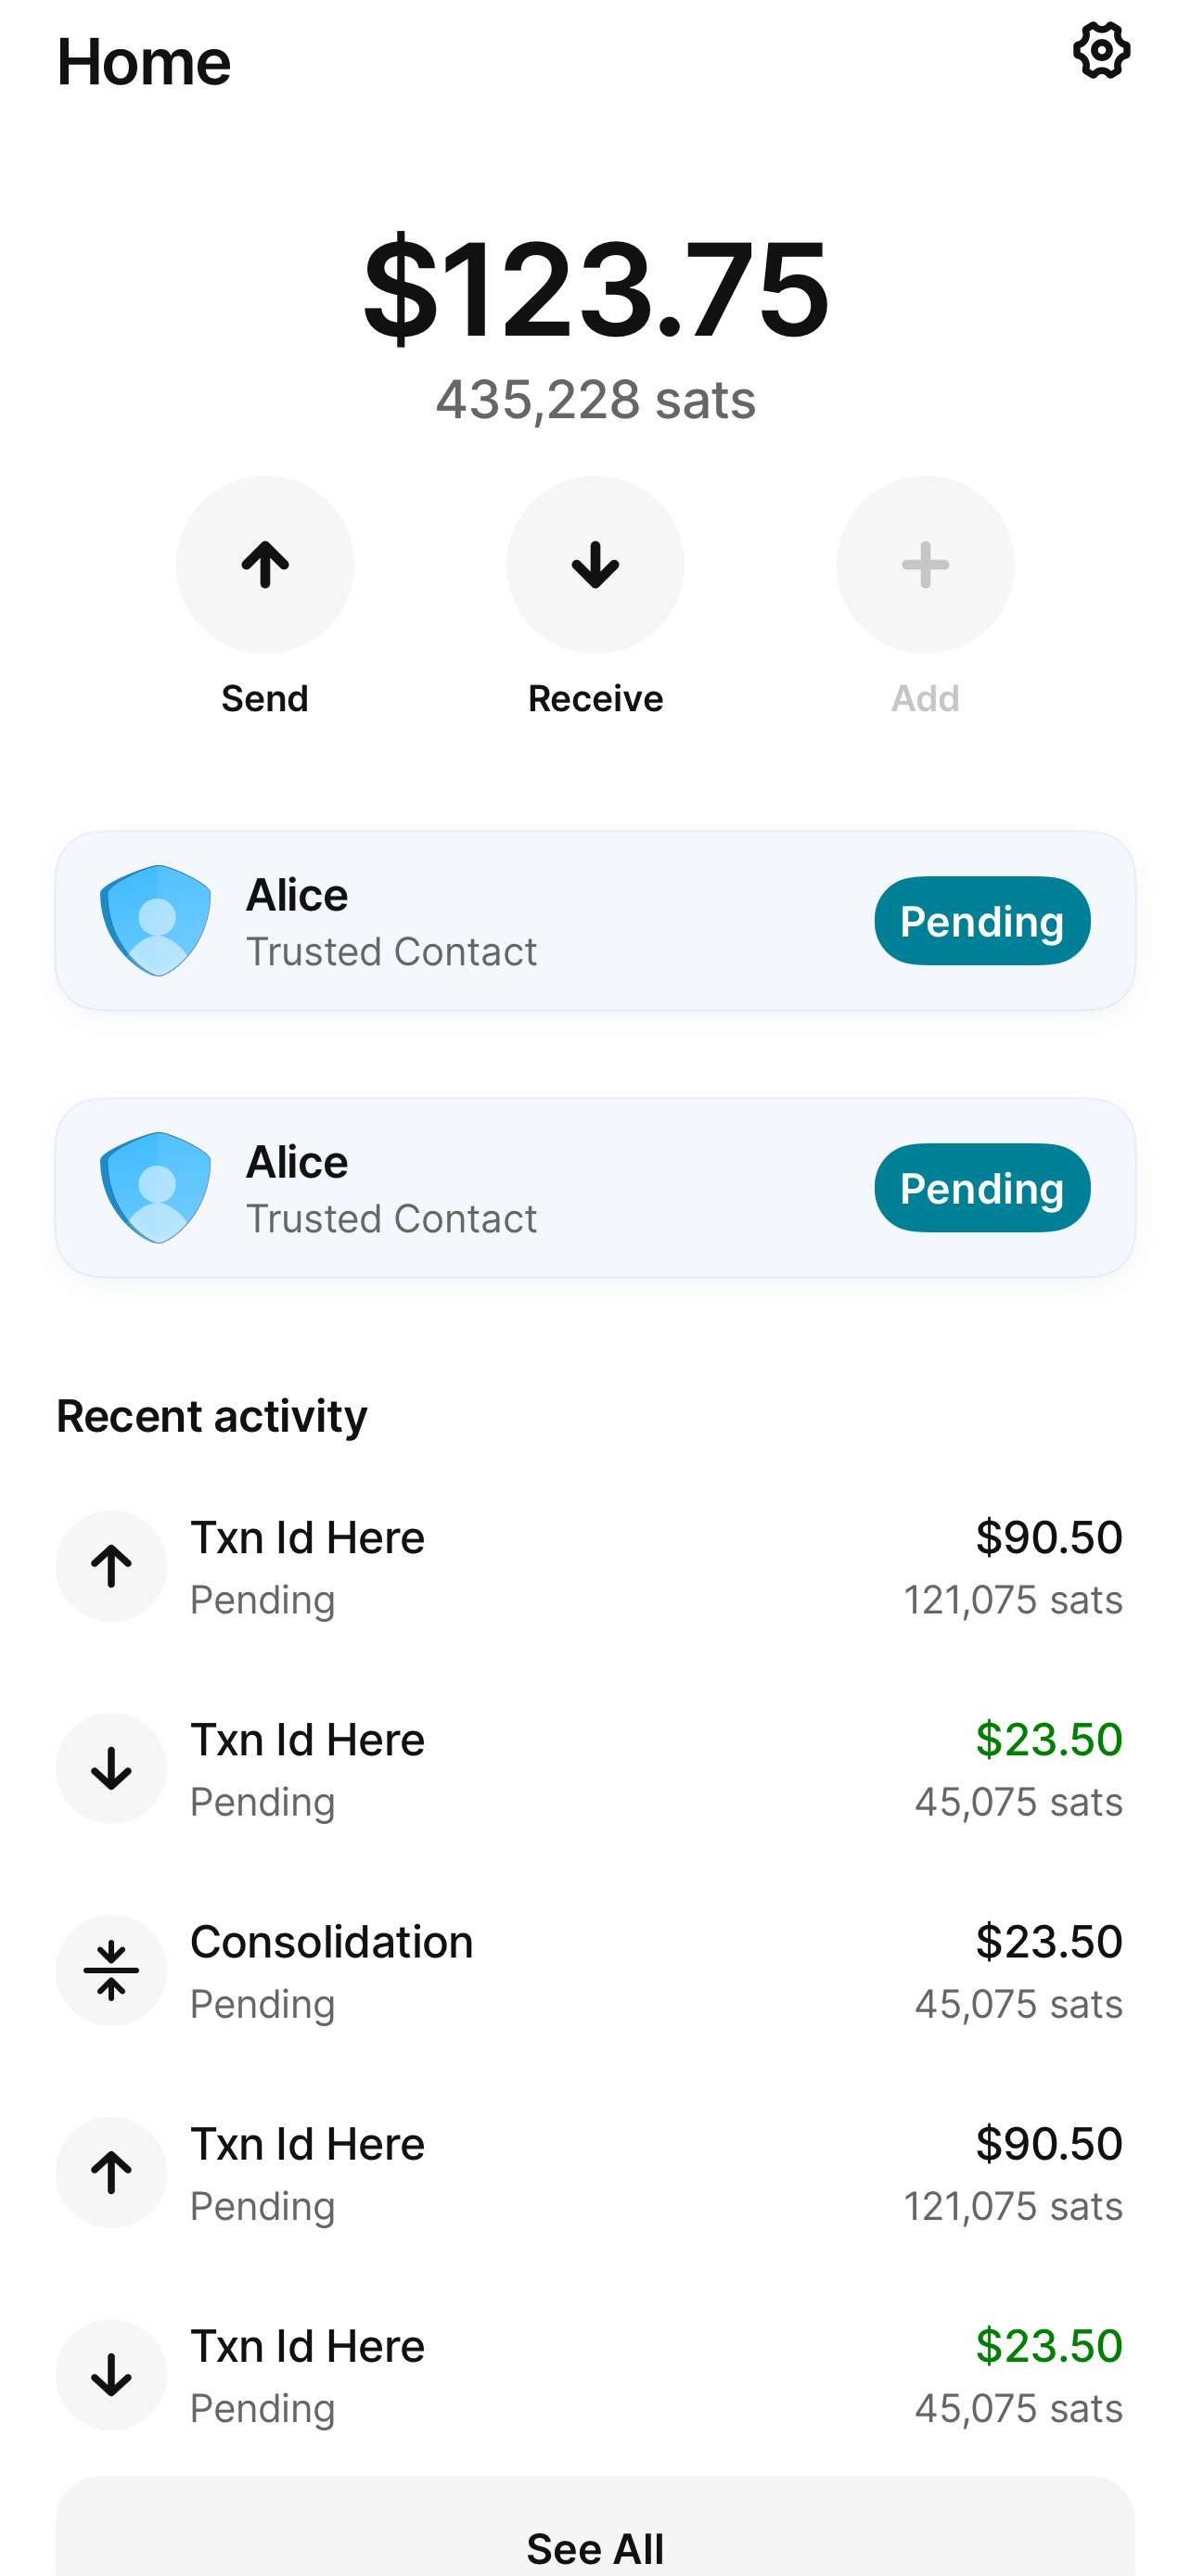 Home
$123.75
435,228 sats
Send
Receive
Add
Alice
Trusted Contact
Pending
Alice
Trusted Contact
Pending
Recent activity
Txn Id Here
$90.50
Pending
121,075 sats
Txn Id Here
$23.50
Pending
45,075 sats
Consolidation
$23.50
Pending
45,075 sats
Txn Id Here
$90.50
Pending
121,075 sats
Txn Id Here
$23.50
Pending
45,075 sats
See All